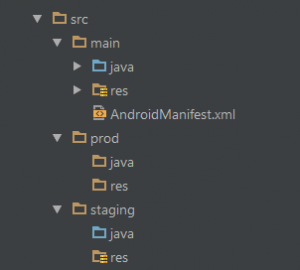 src
main
java
res
AndroidManifest.xml
prod
java
res
staging
java
res